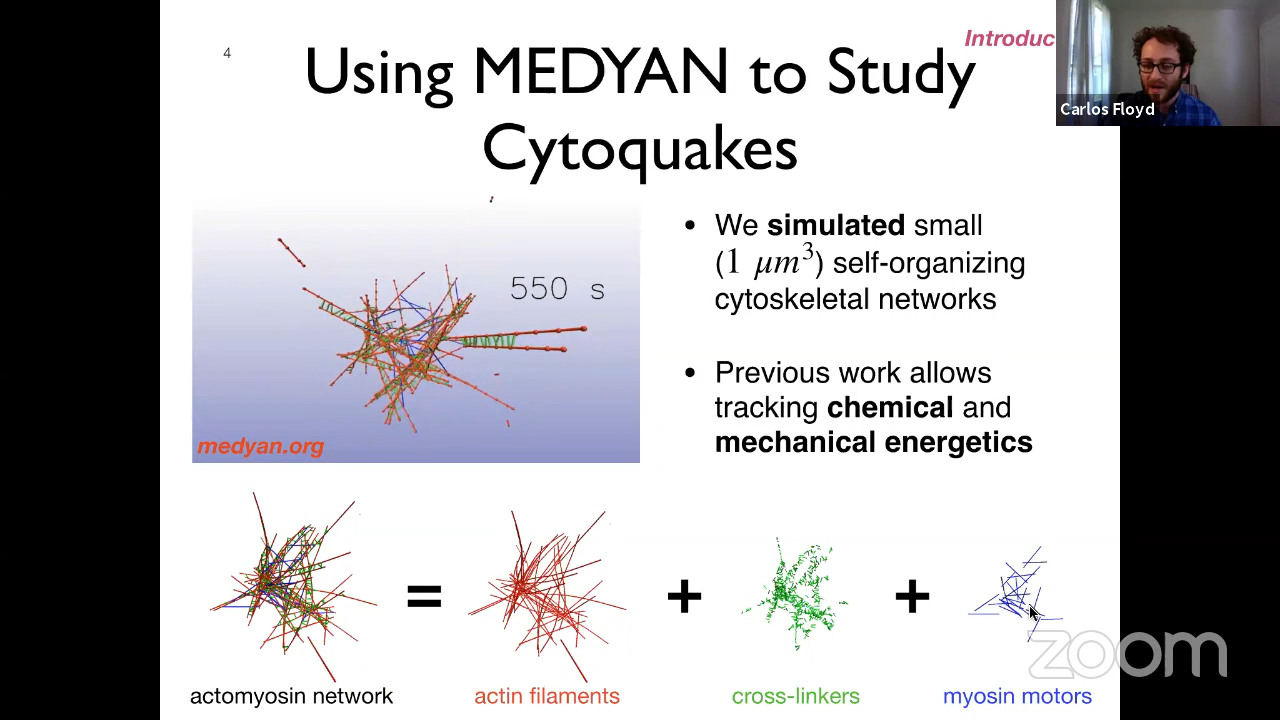 4
Introduc
Using MEDYAN to Study
Cytoquakes
Carlos Floyd
550 s
medyan.org
• We simulated small
(1 μm³) self-organizing
cytoskeletal networks
• Previous work allows
tracking chemical and
mechanical energetics
= + +
actomyosin network actin filaments cross-linkers myosin motors
zoom